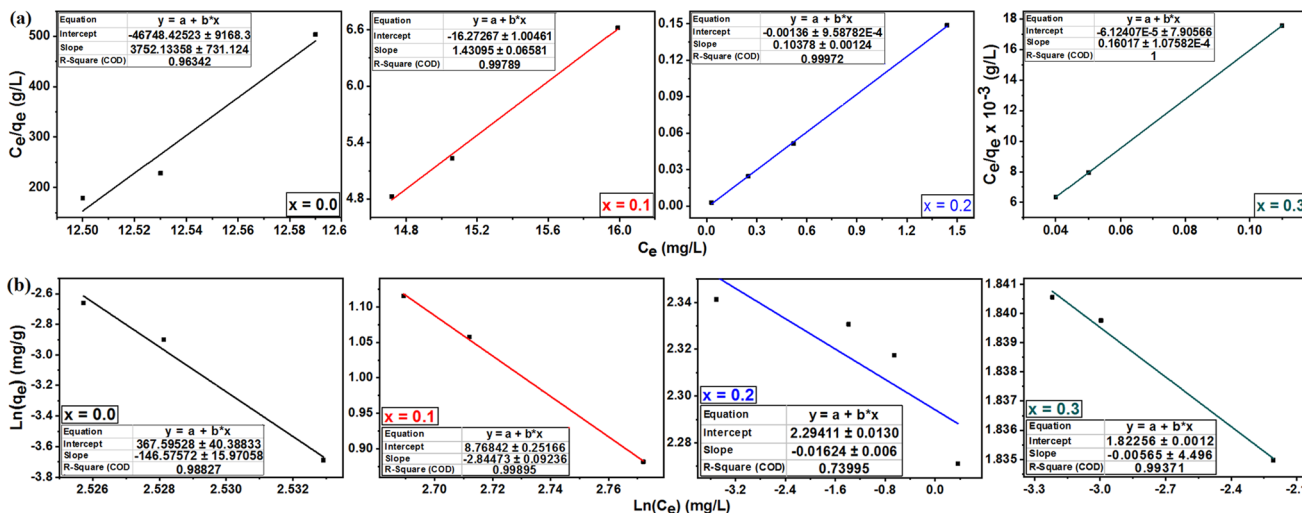 (a)
Equation y = a + b*x
Intercept -46748.42523 ± 9168.3
Slope 3752.13358 ± 731.124
R-Square (COD) 0.96342
Equation y = a + b*x
Intercept -16.27267 ± 1.00461
Slope 1.43095 ± 0.06581
R-Square (COD) 0.99789
Equation y = a + b*x
Intercept -0.00136 ± 9.58782E-4
Slope 0.10378 ± 0.00124
R-Square (COD) 0.99972
Equation y = a + b*x
Intercept -6.12407E-5 ± 7.90566
Slope 0.16017 ± 1.07582E-4
R-Square (COD) 1
Ce/qe (g/L)
500
400
300
200
6.6
6.0
5.4
4.8
0.15
0.12
0.09
0.06
0.03
0.00
Ce/qe x 10-3 (g/L)
18
16
14
12
10
8
6
x = 0.0
x = 0.1
x = 0.2
x = 0.3
12.50 12.53 12.55 12.58 12.6
14.8 15.2 15.6 16.0
0.0 0.3 0.6 0.9 1.2 1.5
0.04 0.06 0.08 0.10
Ce (mg/L)
(b)
Ln(qe) (mg/g)
-2.6
-2.9
-3.2
-3.5
-3.8
1.10
1.05
1.00
0.95
0.90
2.34
2.32
2.30
2.28
1.841
1.840
1.839
1.838
1.837
1.836
1.835
x = 0.0
Equation y = a + b*x
Intercept 367.59528 ± 40.38833
Slope -146.57572 ± 15.97058
R-Square (COD) 0.98827
x = 0.1
Equation y = a + b*x
Intercept 8.76842 ± 0.25166
Slope -2.84473 ± 0.09236
R-Square (COD) 0.99895
x = 0.2
Equation y = a + b*x
Intercept 2.29411 ± 0.0130
Slope -0.01624 ± 0.006
R-Square (COD) 0.73995
x = 0.3
Equation y = a + b*x
Intercept 1.82256 ± 0.0012
Slope -0.00565 ± 4.496
R-Square (COD) 0.99371
2.526 2.528 2.530 2.533
2.70 2.72 2.74 2.76
-3.2 -2.4 -1.6 -0.8 0.0
-3.3 -3.0 -2.7 -2.4 -2.1
Ln(Ce) (mg/L)